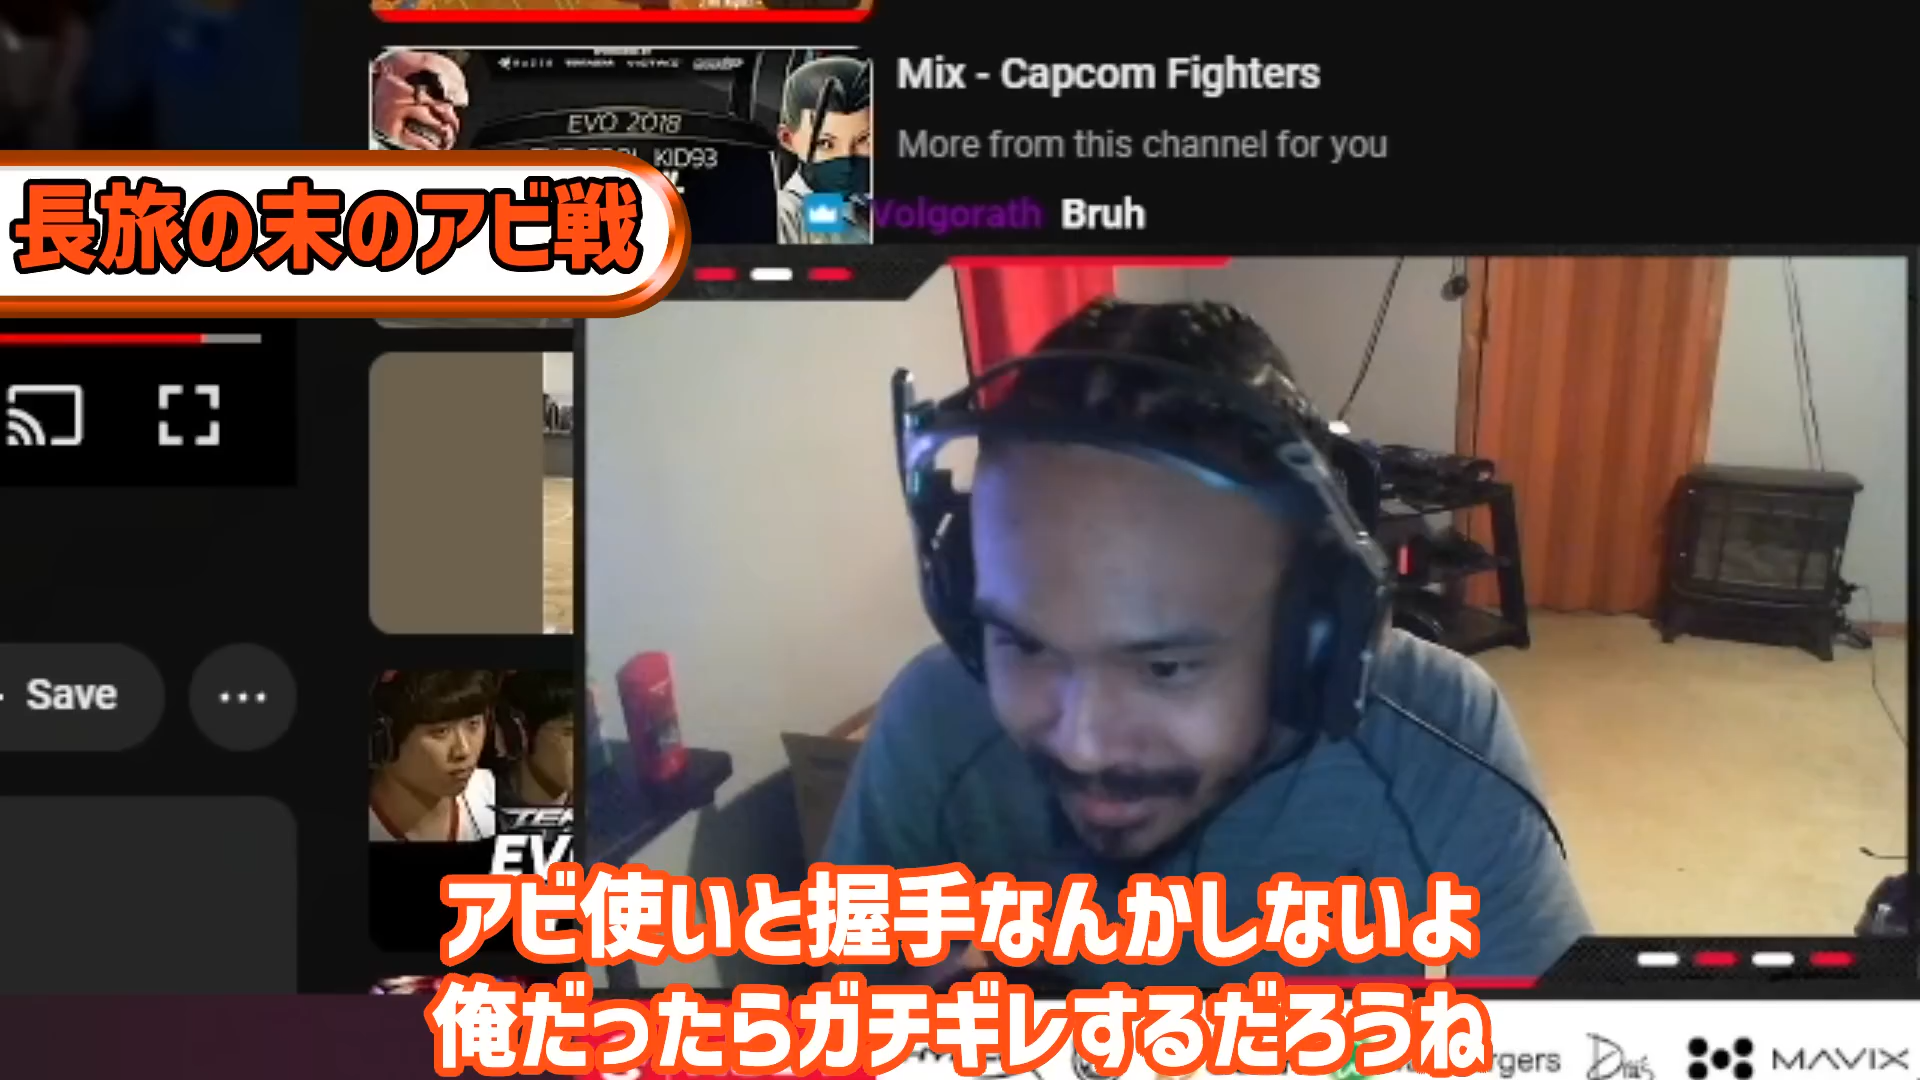 Mix - Capcom Fighters
EVO 2018
KID93
More from this channel for you
長旅の末のアビ戦
Volgorath Bruh
Save
アビ使いと握手なんかしないよ
俺だったらガチギレするだろうね
MAVIX